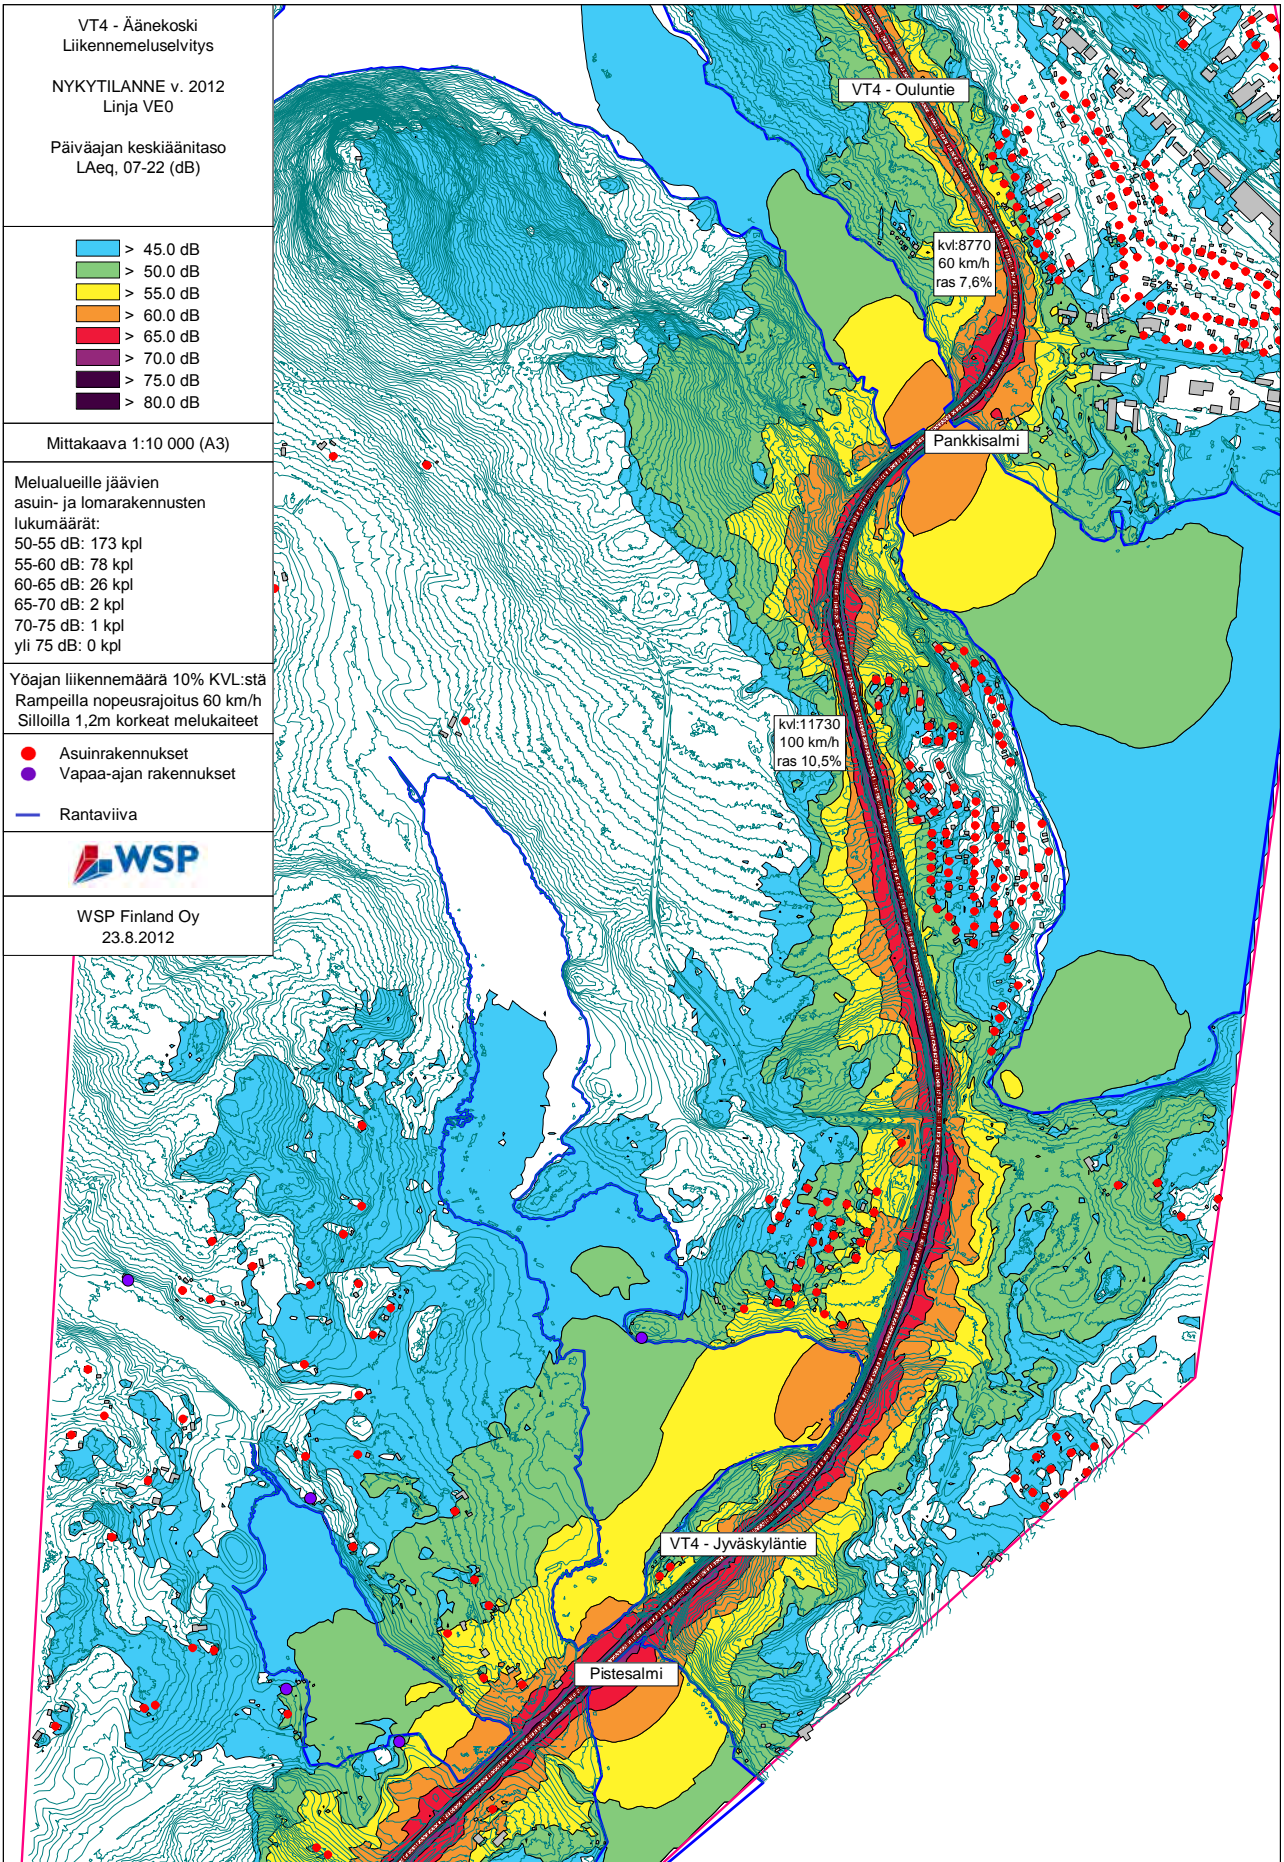 VT4 - Äänekoski
Liikennemeluselvitys
NYKYTILANNE v. 2012
Linja VE0
Päiväajan keskiäänitaso
LAeq, 07-22 (dB)
> 45.0 dB
> 50.0 dB
> 55.0 dB
> 60.0 dB
> 65.0 dB
> 70.0 dB
> 75.0 dB
> 80.0 dB
Mittakaava 1:10 000 (A3)
Melualueille jäävien
asuin- ja lomarakennusten
lukumäärät:
50-55 dB: 173 kpl
55-60 dB: 78 kpl
60-65 dB: 26 kpl
65-70 dB: 2 kpl
70-75 dB: 1 kpl
yli 75 dB: 0 kpl
Yöajan liikennemäärä 10% KVL:stä
Rampeilla nopeusrajoitus 60 km/h
Silloilla 1,2m korkeat melukaiteet
Asuinrakennukset
Vapaa-ajan rakennukset
Rantaviiva
WSP
WSP Finland Oy
23.8.2012
VT4 - Ouluntie
kvl:8770
60 km/h
ras 7,6%
Pankkisalmi
kvl:11730
100 km/h
ras 10,5%
VT4 - Jyväskyläntie
Pistesalmi